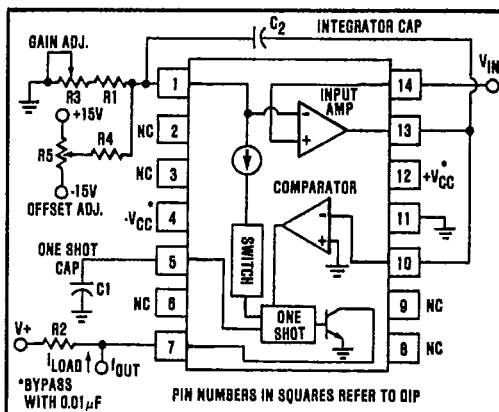 INTEGRATOR CAP
C2
GAIN ADJ.
R3 R1
+15V
R5 R4
-15V
OFFSET ADJ.
NC
NC
-VCC*
ONE SHOT
CAP
C1
NC
V+ R2
ILOAD fOUT
*BYPASS
WITH 0.01µF
1
2
3
4
5
6
7
INPUT
AMP
-
+
COMPARATOR
-
+
SWITCH
ONE
SHOT
14 VIN
13
12 +VCC*
11
10
9 NC
8 NC
PIN NUMBERS IN SQUARES REFER TO DIP